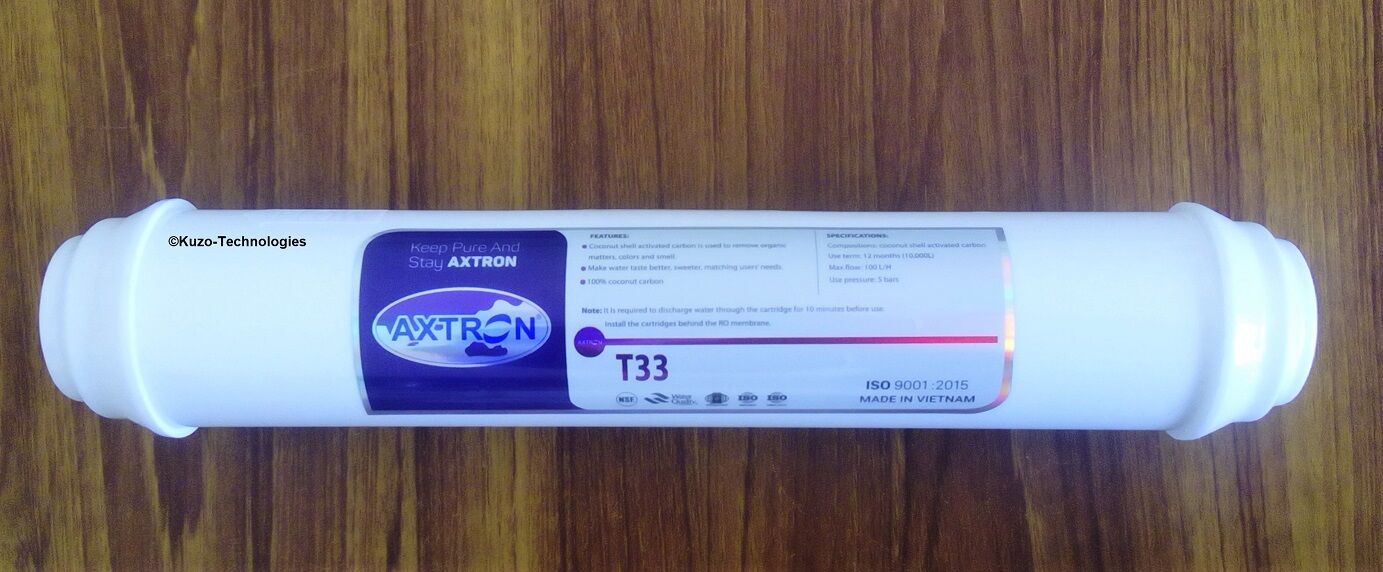 ©Kuzo-Technologies
Keep Pure And
Stay AXTRON
AXTRON®
FEATURES:
Coconut shell activated carbon is used to remove organic
matters, colors and smell.
Make water taste better, sweeter, matching users' needs.
100% coconut carbon
SPECIFICATIONS:
Compositions: coconut shell activated carbon
Use term: 12 months (10,000L)
Max.flow: 100 L/H
Use pressure: 5 bars
Note: It is required to discharge water through the cartridge for 10 minutes before use.
Install the cartridges behind the RO membrane.
AXTRON
T33
NSF
Water
Quality
ISO
ISO
ISO 9001:2015
MADE IN VIETNAM